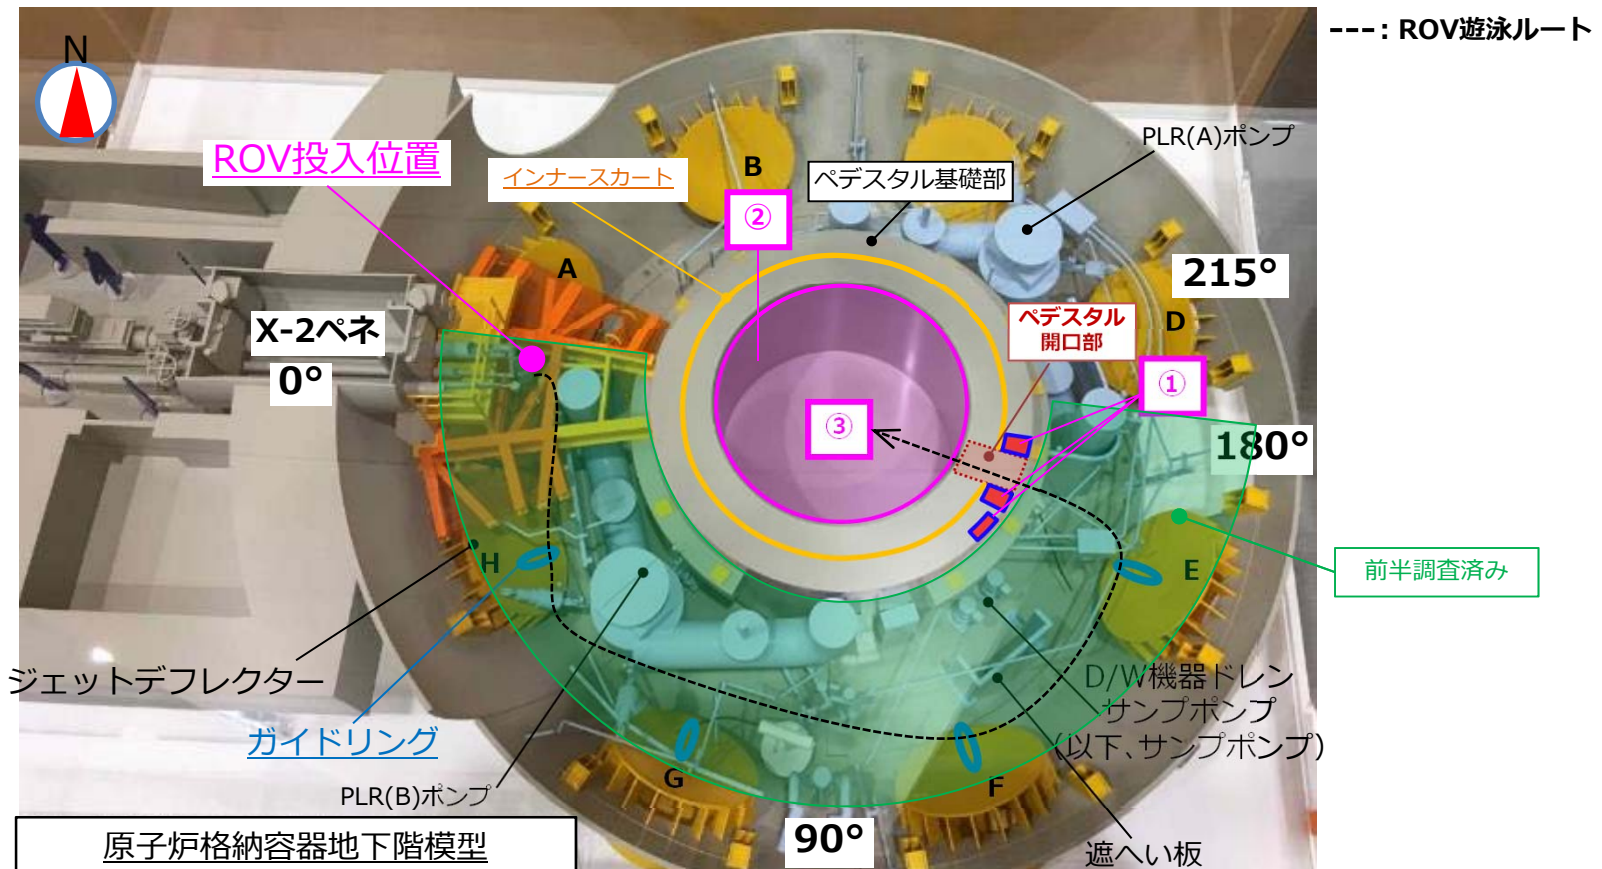 ---: ROV遊泳ルート
N
PLR(A)ポンプ
ROV投入位置
インナースカート
B
ペデスタル基礎部
②
215°
A
X-2ペネ
0°
ペデスタル
開口部
D
①
③
180°
H
E
前半調査済み
ジェットデフレクター
D/W機器ドレン
サンプポンプ
(以下、サンプポンプ)
ガイドリング
G
F
PLR(B)ポンプ
90°
遮へい板
原子炉格納容器地下階模型